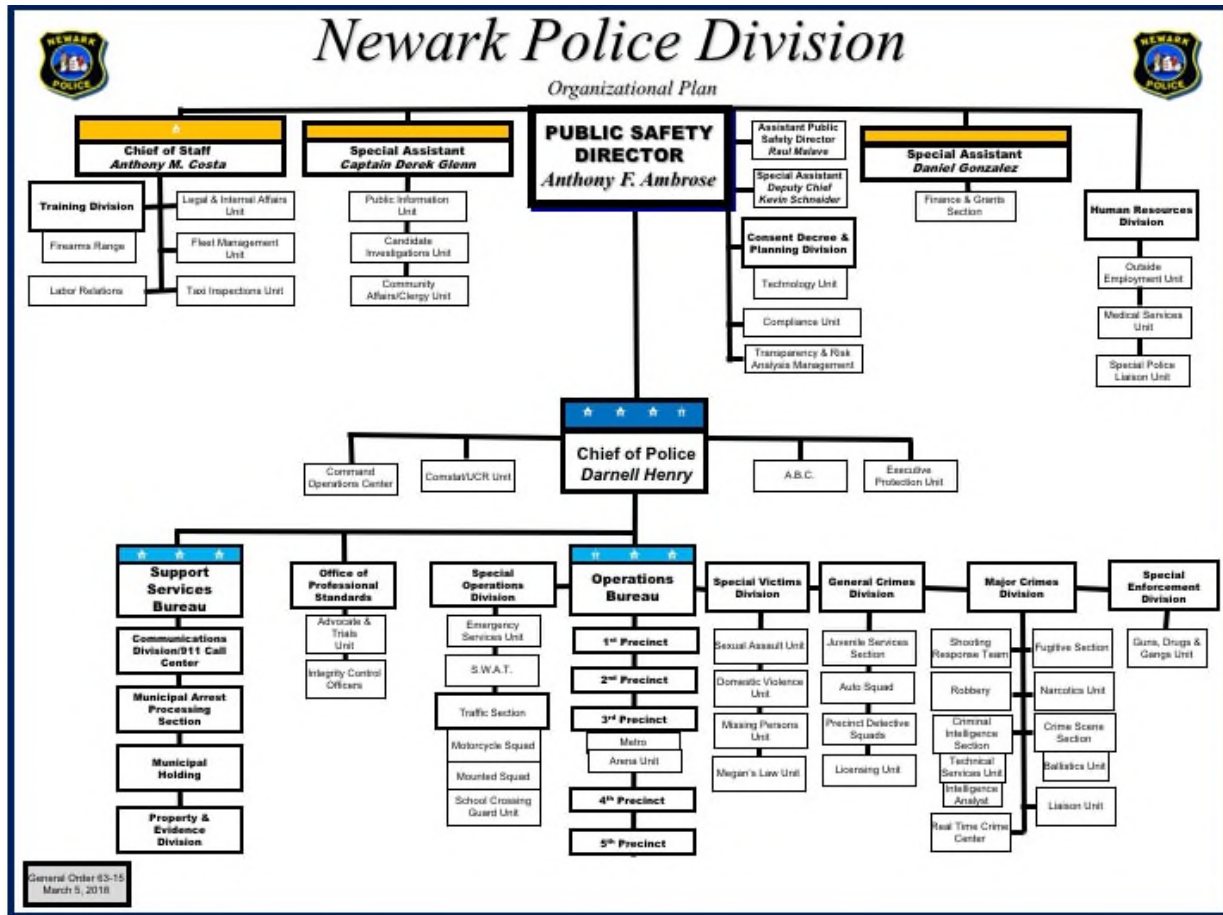 Newark Police Division
Organizational Plan
NEWARK
POLICE
NEWARK
POLICE
Chief of Staff
Anthony M. Costa
Training Division
Firearms Range
Labor Relations
Legal & Internal Affairs
Unit
Fleet Management
Unit
Taxi Inspections Unit
Special Assistant
Captain Derek Glenn
Public Information
Unit
Candidate
Investigations Unit
Community
Affairs/Clergy Unit
PUBLIC SAFETY
DIRECTOR
Anthony F. Ambrose
Assistant Public
Safety Director
Raul Malave
Special Assistant
Deputy Chief
Kevin Schneider
Consent Decree &
Planning Division
Technology Unit
Compliance Unit
Transparency & Risk
Analysis Management
Special Assistant
Daniel Gonzalez
Finance & Grants
Section
Human Resources
Division
Outside
Employment Unit
Medical Services
Unit
Special Police
Liaison Unit
Chief of Police
Darnell Henry
Command
Operations Center
Comstat/UCR Unit
A.B.C.
Executive
Protection Unit
Support
Services
Bureau
Communications
Division/911 Call
Center
Municipal Arrest
Processing
Section
Municipal
Holding
Property &
Evidence
Division
Office of
Professional
Standards
Advocate &
Trials
Unit
Integrity Control
Officers
Special
Operations
Division
Emergency
Services Unit
S.W.A.T.
Traffic Section
Motorcycle Squad
Mounted Squad
School Crossing
Guard Unit
Operations
Bureau
1st Precinct
2nd Precinct
3rd Precinct
Metro
Arena Unit
4th Precinct
5th Precinct
Special Victims
Division
Sexual Assault Unit
Domestic Violence
Unit
Missing Persons
Unit
Megan's Law Unit
General Crimes
Division
Juvenile Services
Section
Auto Squad
Precinct Detective
Squads
Licensing Unit
Major Crimes
Division
Shooting
Response Team
Robbery
Criminal
Intelligence
Section
Technical
Services Unit
Intelligence
Analyst
Real Time Crime
Center
Fugitive Section
Narcotics Unit
Crime Scene
Section
Ballistics Unit
Liaison Unit
Special
Enforcement
Division
Guns, Drugs &
Gangs Unit
General Order 63-15
March 5, 2018